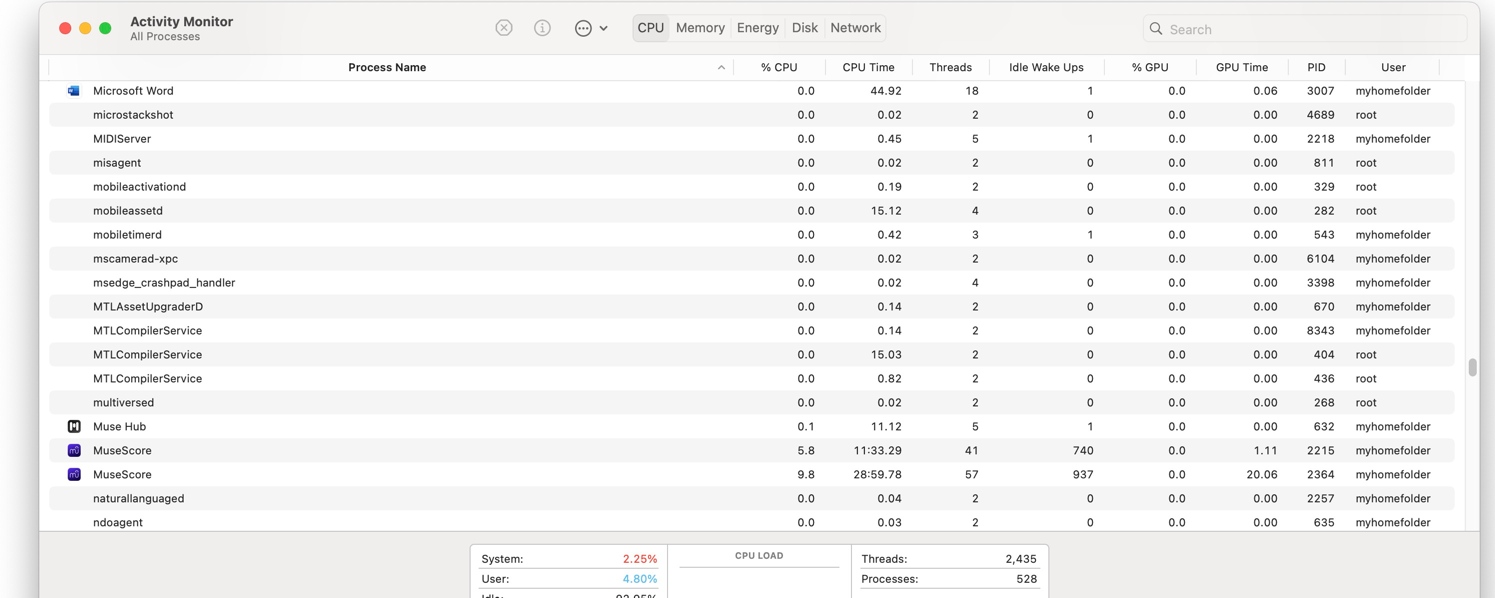 Activity Monitor
All Processes
CPU Memory Energy Disk Network
Search
Process Name % CPU CPU Time Threads Idle Wake Ups % GPU GPU Time PID User
Microsoft Word 0.0 44.92 18 1 0.0 0.06 3007 myhomefolder
microstackshot 0.0 0.02 2 0 0.0 0.00 4689 root
MIDIServer 0.0 0.45 5 1 0.0 0.00 2218 myhomefolder
misagent 0.0 0.02 2 0 0.0 0.00 811 root
mobileactivationd 0.0 0.19 2 0 0.0 0.00 329 root
mobileassetd 0.0 15.12 4 0 0.0 0.00 282 root
mobiletimerd 0.0 0.42 3 1 0.0 0.00 543 myhomefolder
mscamerad-xpc 0.0 0.02 2 0 0.0 0.00 6104 myhomefolder
msedge_crashpad_handler 0.0 0.02 4 0 0.0 0.00 3398 myhomefolder
MTLAssetUpgraderD 0.0 0.14 2 0 0.0 0.00 670 myhomefolder
MTLCompilerService 0.0 0.14 2 0 0.0 0.00 8343 myhomefolder
MTLCompilerService 0.0 15.03 2 0 0.0 0.00 404 root
MTLCompilerService 0.0 0.82 2 0 0.0 0.00 436 root
multiversed 0.0 0.02 2 0 0.0 0.00 268 root
Muse Hub 0.1 11.12 5 1 0.0 0.00 632 myhomefolder
MuseScore 5.8 11:33.29 41 740 0.0 1.11 2215 myhomefolder
MuseScore 9.8 28:59.78 57 937 0.0 20.06 2364 myhomefolder
naturallanguaged 0.0 0.04 2 0 0.0 0.00 2257 myhomefolder
ndoagent 0.0 0.03 2 0 0.0 0.00 635 myhomefolder
System: 2.25% CPU LOAD Threads: 2,435
User: 4.80% Processes: 528